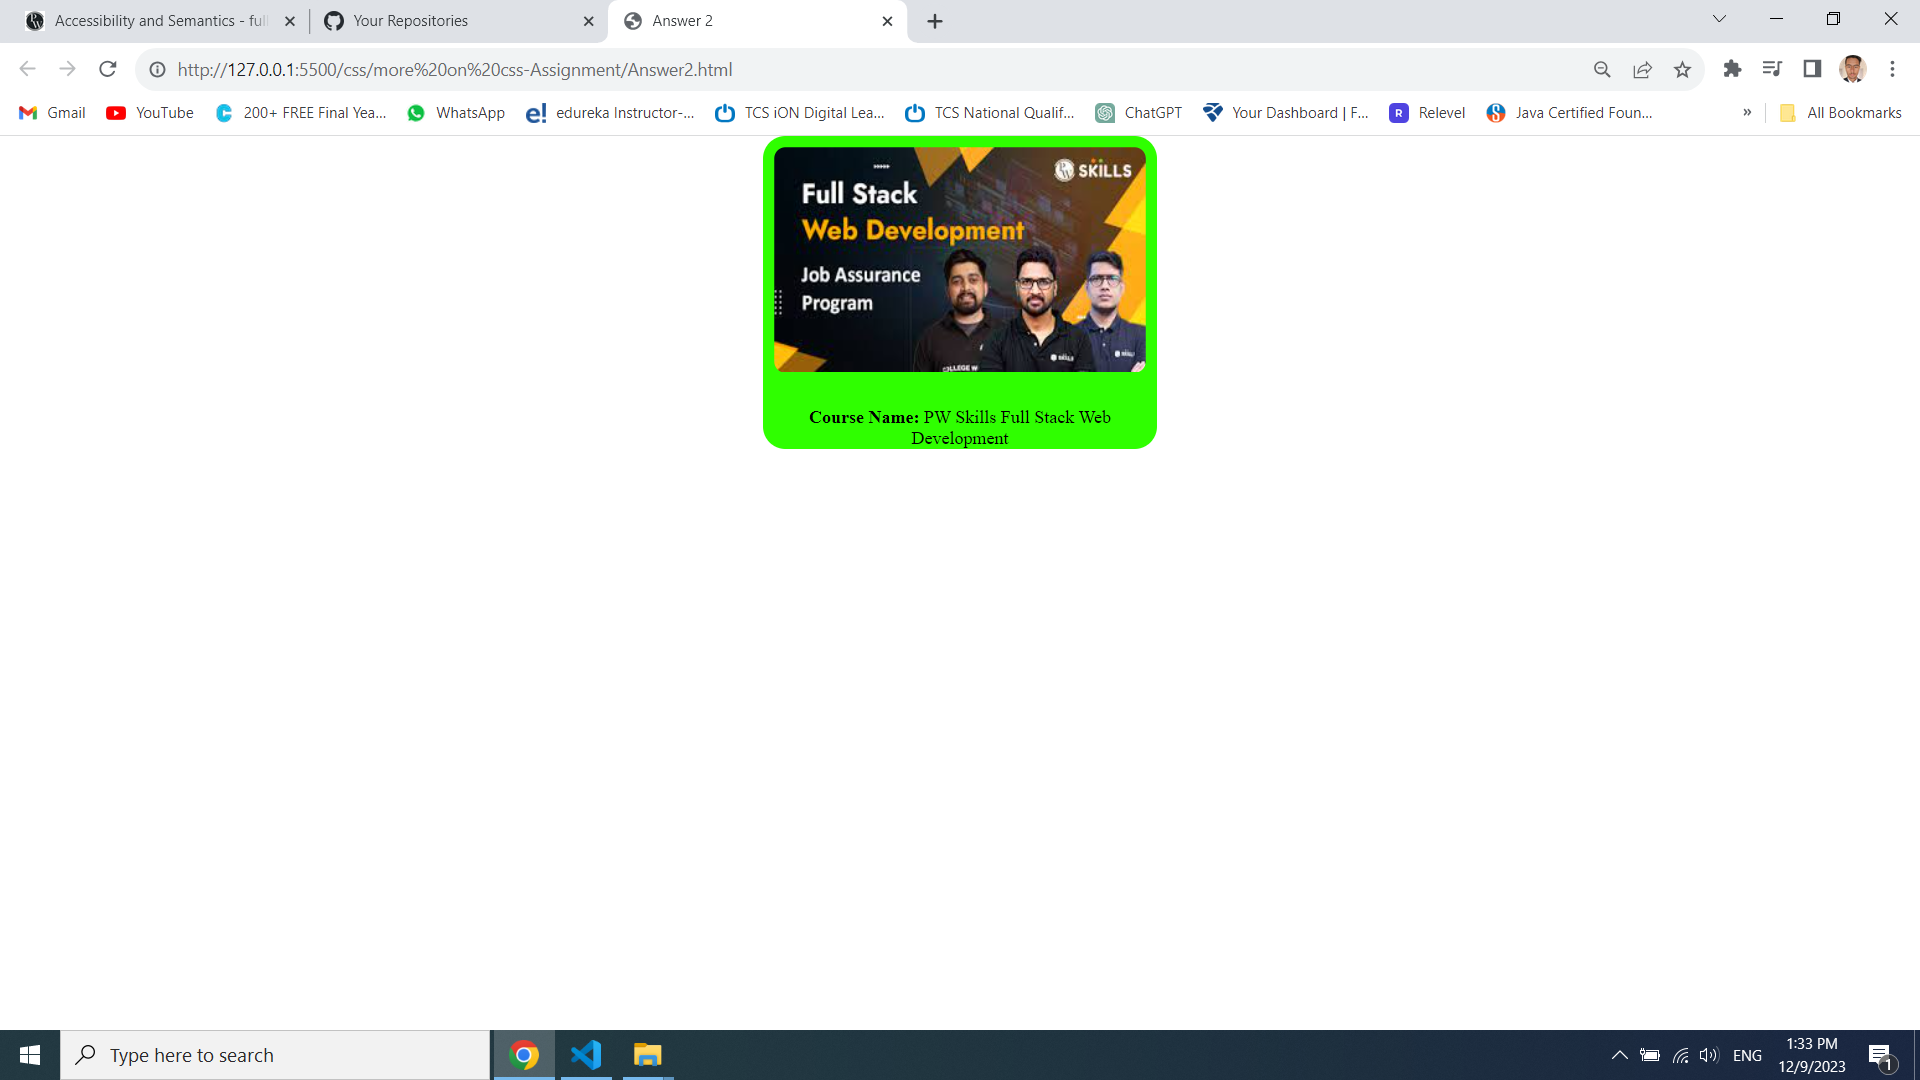 Accessibility and Semantics - full
Your Repositories
Answer 2
http://127.0.0.1:5500/css/more%20on%20css-Assignment/Answer2.html
Gmail
YouTube
200+ FREE Final Yea...
WhatsApp
edureka Instructor-...
TCS iON Digital Lea...
TCS National Qualif...
ChatGPT
Your Dashboard | F...
R Relevel
Java Certified Foun...
»
All Bookmarks
SKILLS
Full Stack
Web Development
Job Assurance
Program
SKILLS
COLLEGE W
Course Name: PW Skills Full Stack Web
Development
Type here to search
ENG
1:33 PM
12/9/2023
1